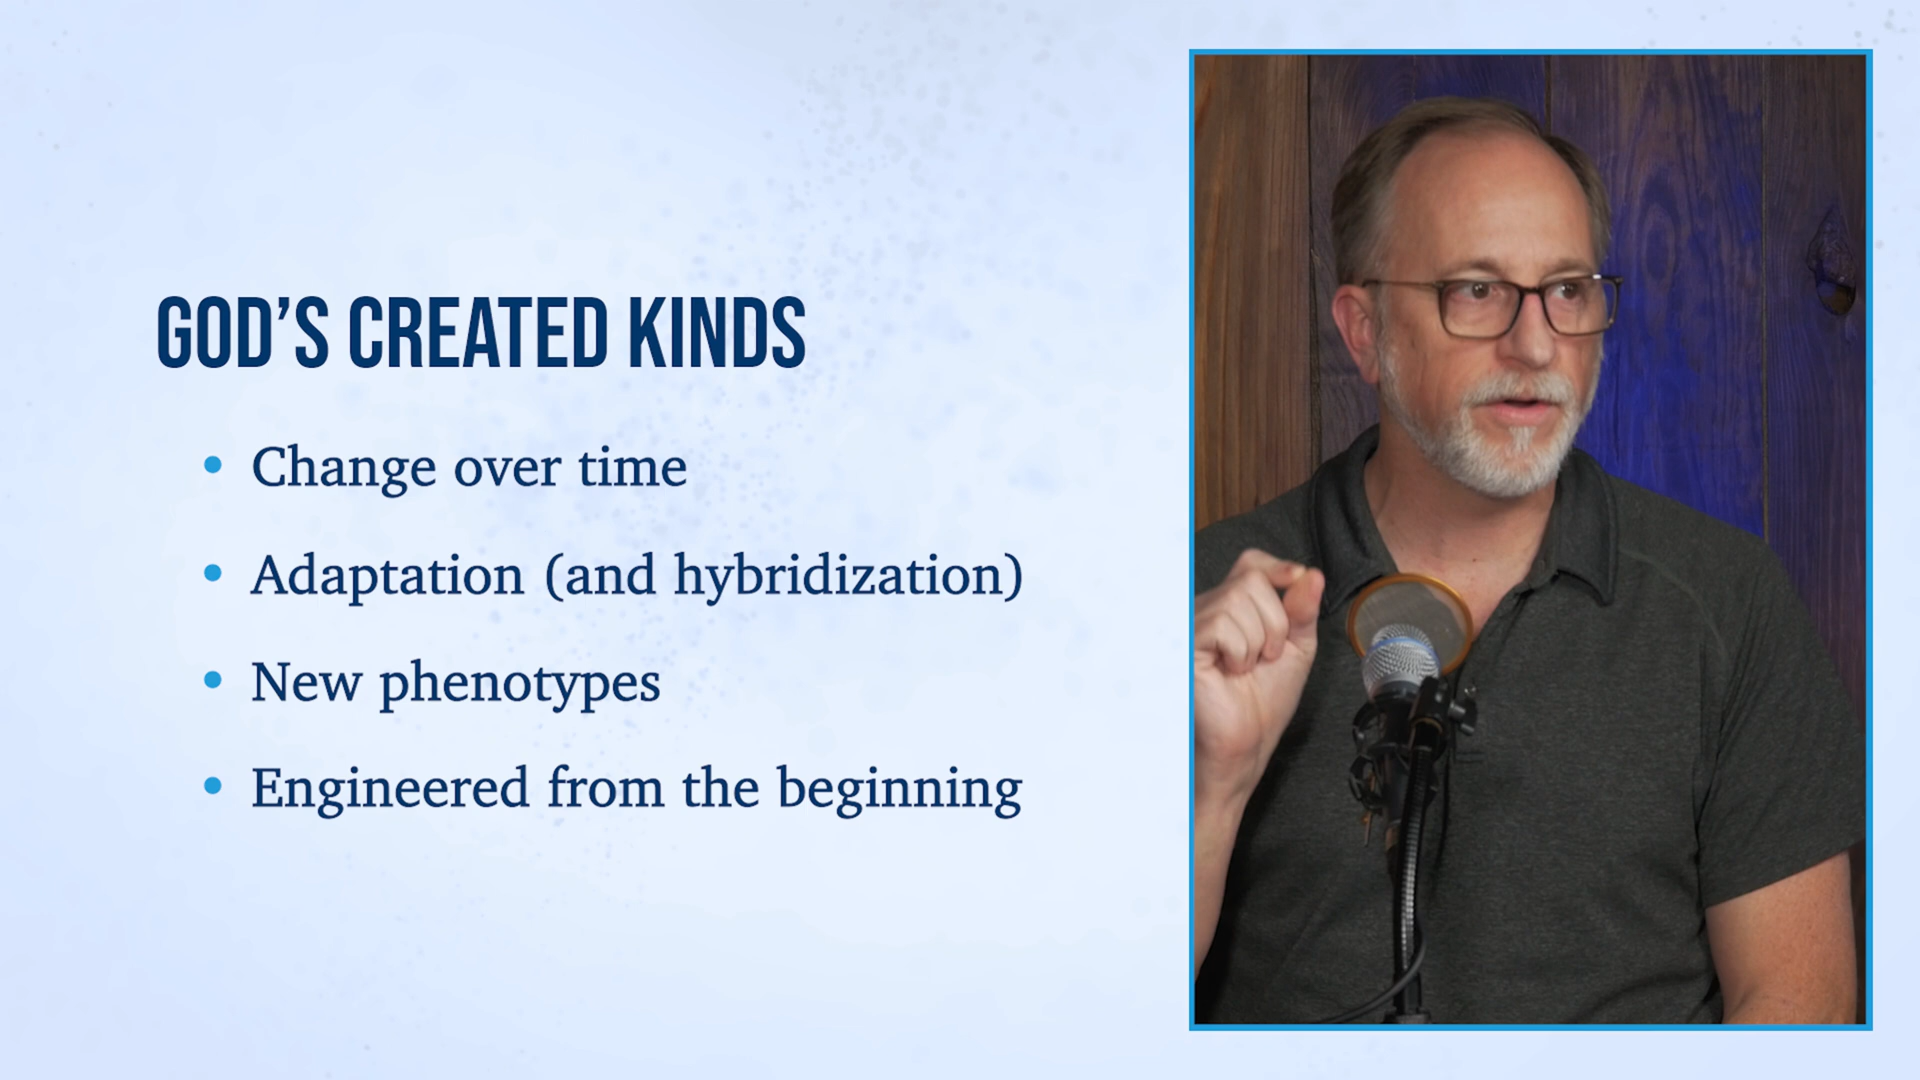 GOD'S CREATED KINDS
• Change over time
• Adaptation (and hybridization)
• New phenotypes
• Engineered from the beginning